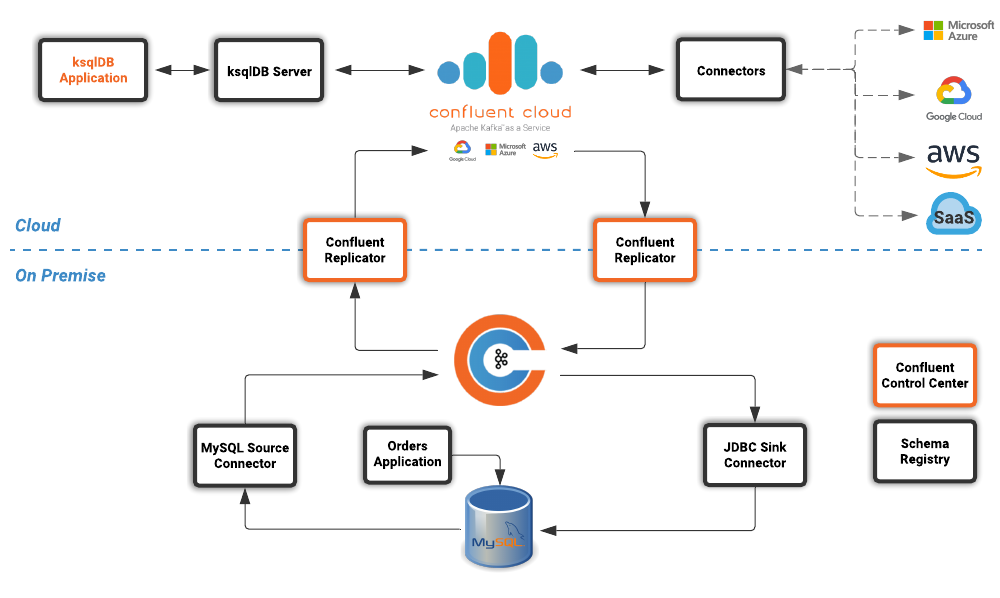 Microsoft
Azure
ksqlDB
Application
ksqlDB Server
Connectors
Google Cloud
confluent cloud
Apache Kafka® as a Service
Google Cloud
Microsoft
Azure
aws
aws
SaaS
Cloud
Confluent
Replicator
Confluent
Replicator
On Premise
Confluent
Control Center
MySQL Source
Connector
Orders
Application
JDBC Sink
Connector
Schema
Registry
MySQL